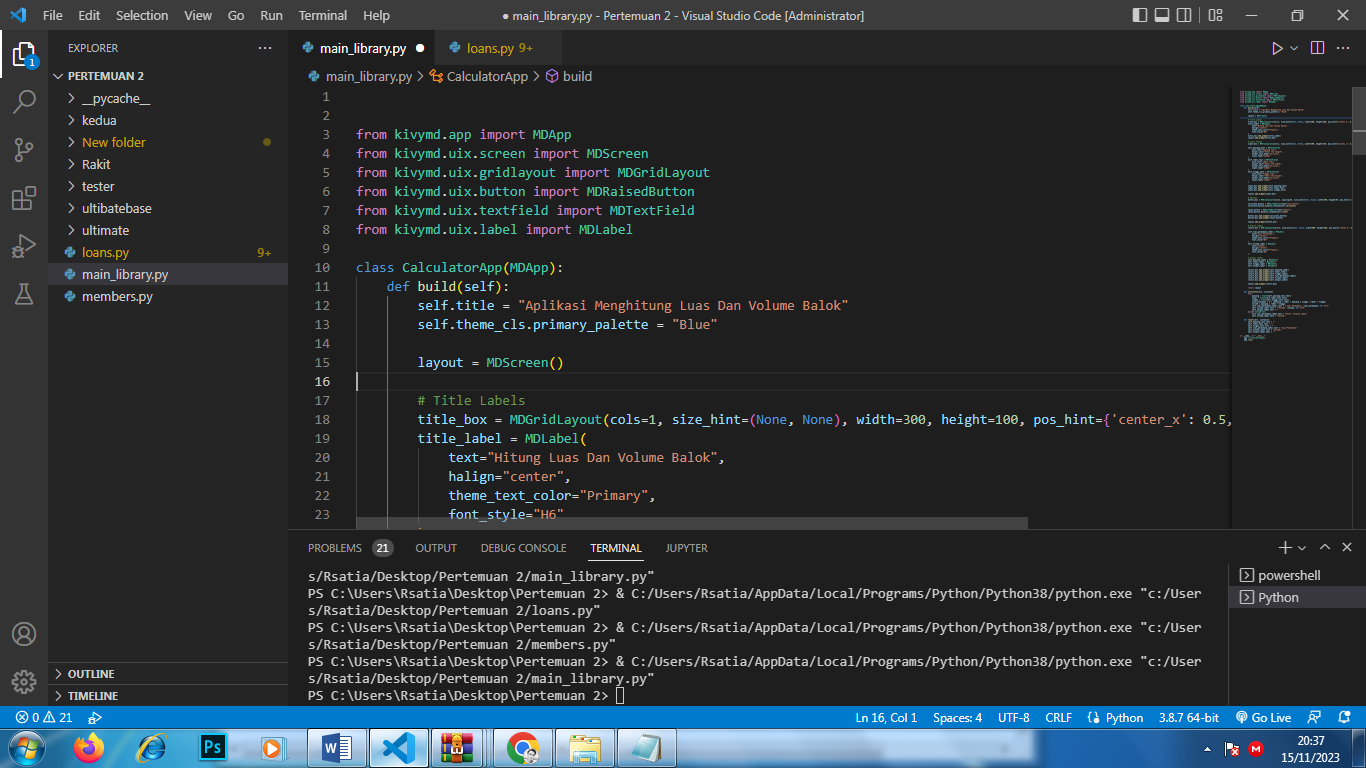 File Edit Selection View Go Run Terminal Help
● main_library.py - Pertemuan 2 - Visual Studio Code [Administrator]
EXPLORER
1
PERTEMUAN 2
__pycache__
kedua
New folder
Rakit
tester
ultibatebase
ultimate
loans.py 9+
main_library.py
members.py
OUTLINE
TIMELINE
main_library.py ●
loans.py 9+
main_library.py > CalculatorApp > build
1
2
3 from kivymd.app import MDApp
4 from kivymd.uix.screen import MDScreen
5 from kivymd.uix.gridlayout import MDGridLayout
6 from kivymd.uix.button import MDRaisedButton
7 from kivymd.uix.textfield import MDTextField
8 from kivymd.uix.label import MDLabel
9
10 class CalculatorApp(MDApp):
11 def build(self):
12 self.title = "Aplikasi Menghitung Luas Dan Volume Balok"
13 self.theme_cls.primary_palette = "Blue"
14
15 layout = MDScreen()
16
17 # Title Labels
18 title_box = MDGridLayout(cols=1, size_hint=(None, None), width=300, height=100, pos_hint={'center_x': 0.5,
19 title_label = MDLabel(
20 text="Hitung Luas Dan Volume Balok",
21 halign="center",
22 theme_text_color="Primary",
23 font_style="H6"
PROBLEMS 21 OUTPUT DEBUG CONSOLE TERMINAL JUPYTER
s/Rsatia/Desktop/Pertemuan 2/main_library.py"
PS C:\Users\Rsatia\Desktop\Pertemuan 2> & C:/Users/Rsatia/AppData/Local/Programs/Python/Python38/python.exe "c:/User
s/Rsatia/Desktop/Pertemuan 2/loans.py"
PS C:\Users\Rsatia\Desktop\Pertemuan 2> & C:/Users/Rsatia/AppData/Local/Programs/Python/Python38/python.exe "c:/User
s/Rsatia/Desktop/Pertemuan 2/members.py"
PS C:\Users\Rsatia\Desktop\Pertemuan 2> & C:/Users/Rsatia/AppData/Local/Programs/Python/Python38/python.exe "c:/User
s/Rsatia/Desktop/Pertemuan 2/main_library.py"
PS C:\Users\Rsatia\Desktop\Pertemuan 2>
powershell
Python
0 21
Ln 16, Col 1 Spaces: 4 UTF-8 CRLF Python 3.8.7 64-bit Go Live
Ps
W
M
20:37
15/11/2023